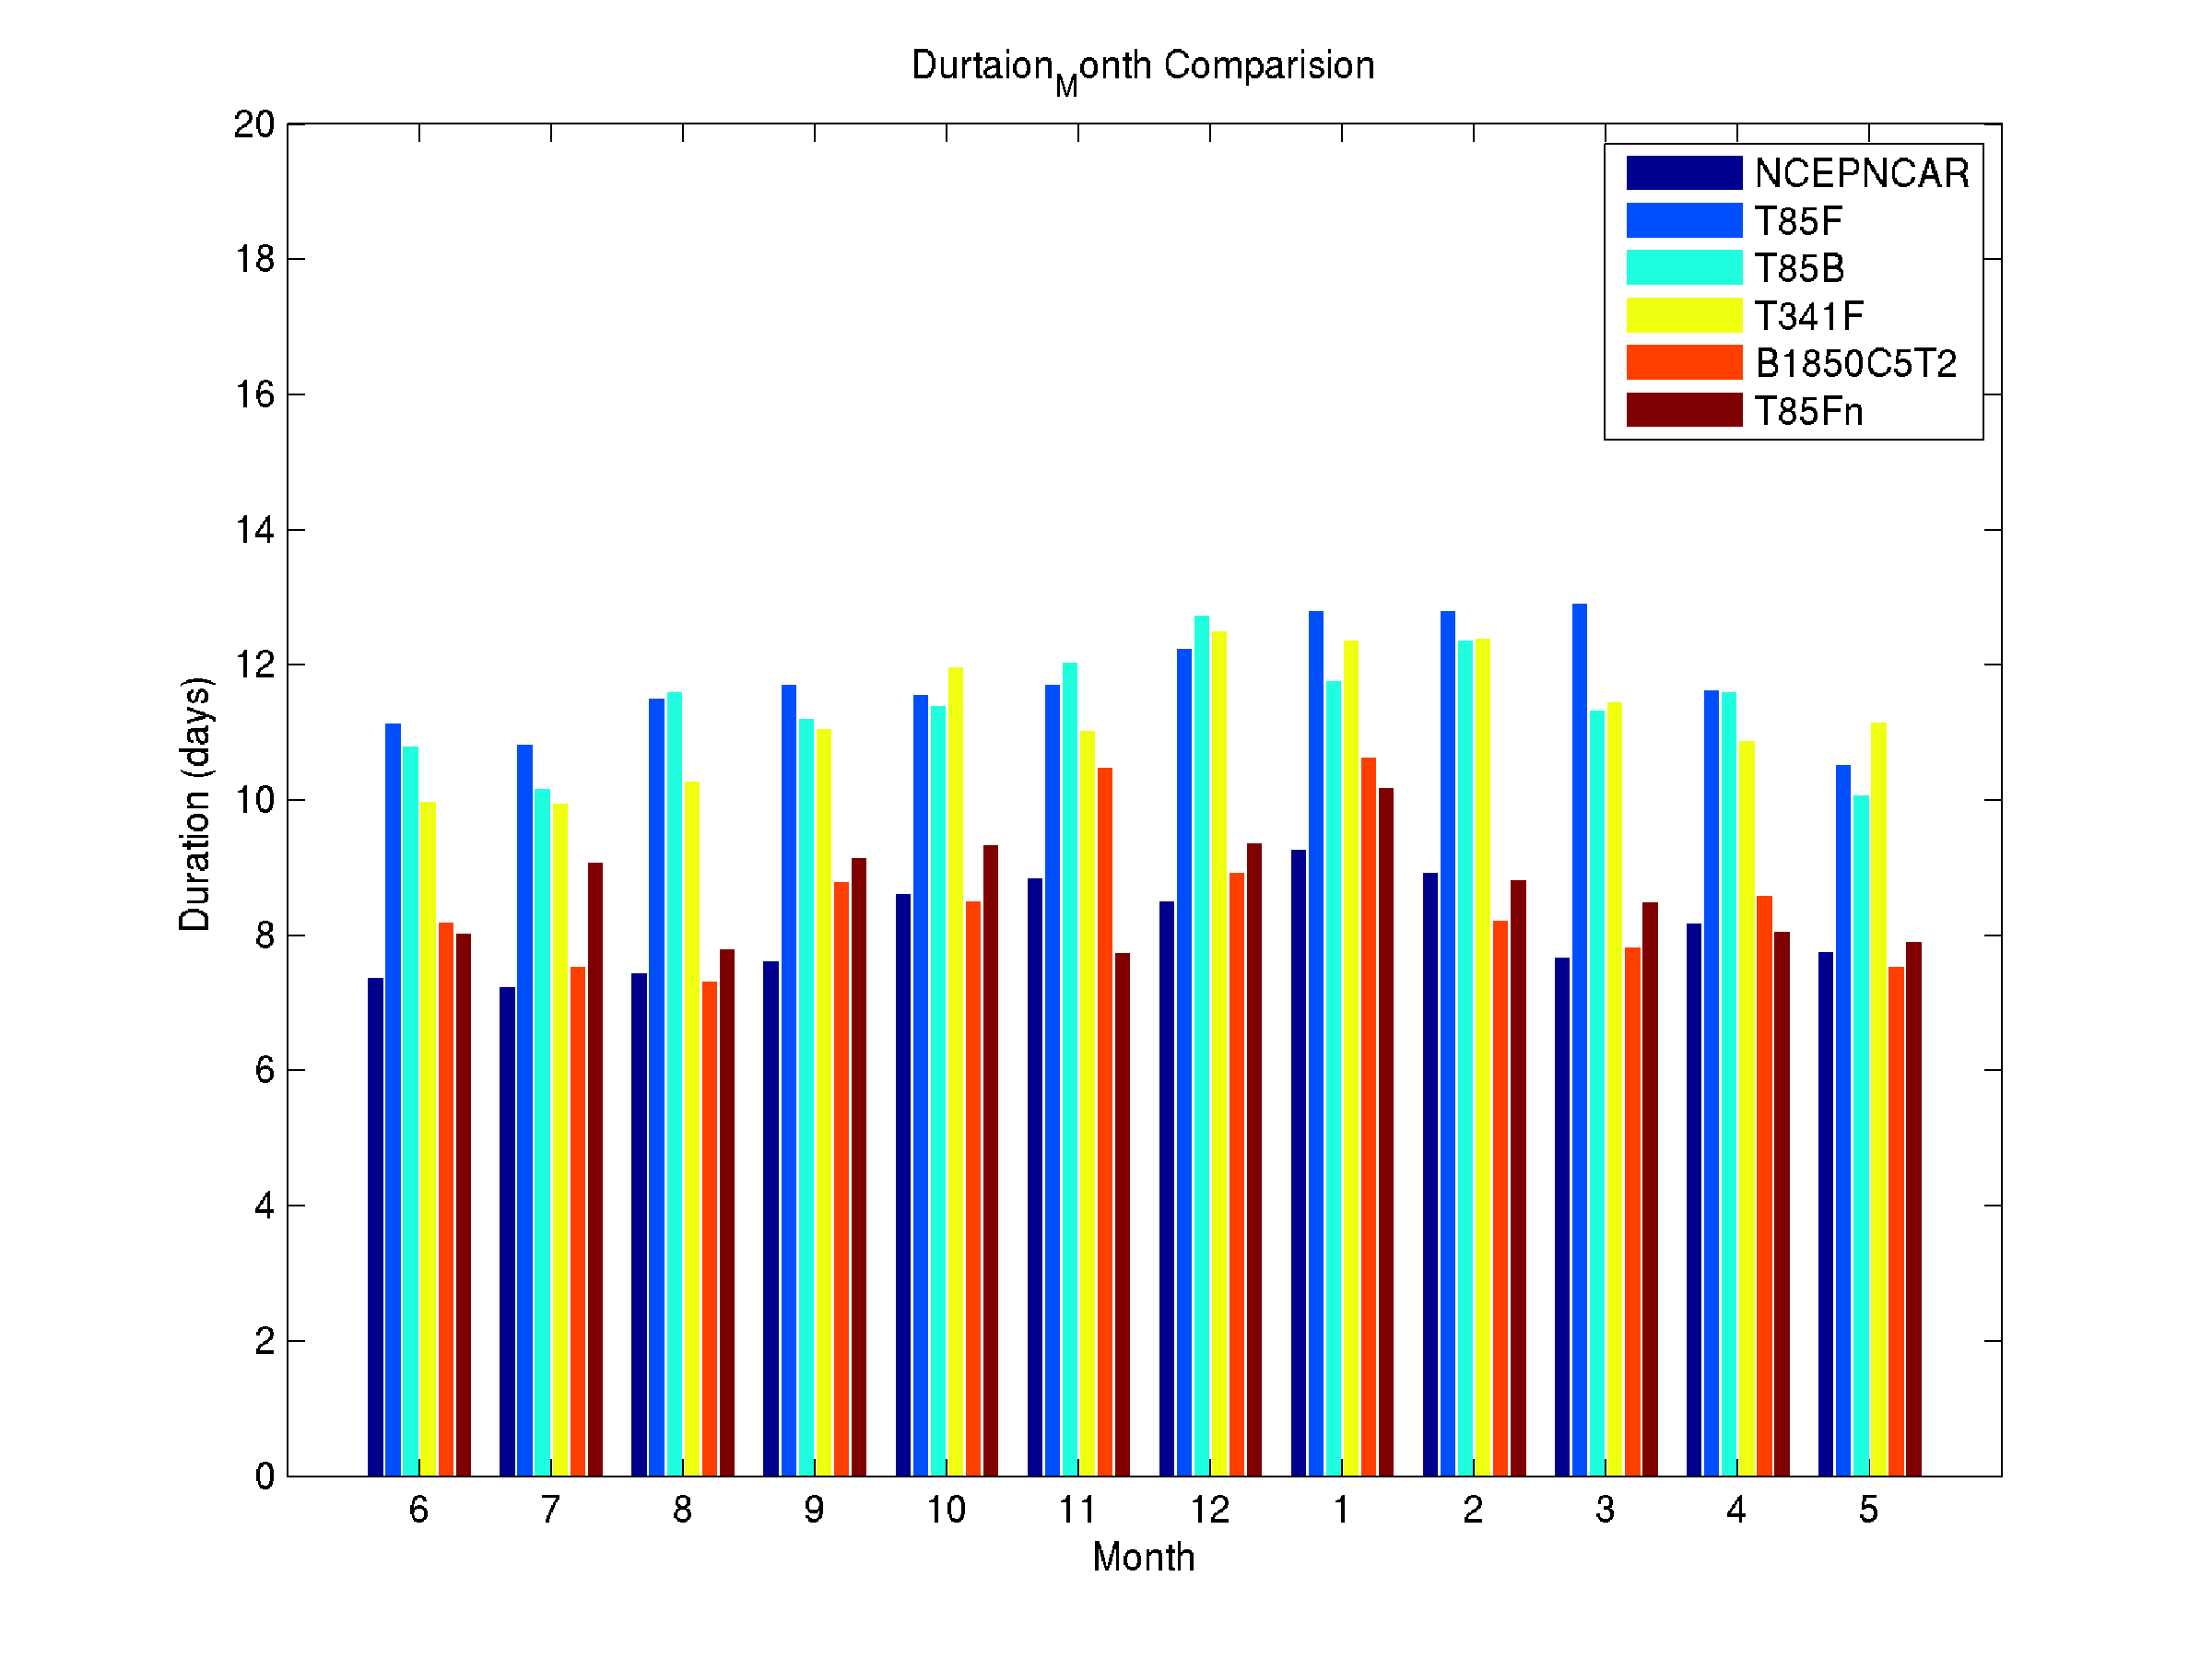 Durtaion_Month Comparision
20
18
16
14
12
10
8
6
4
2
0
Duration (days)
6 7 8 9 10 11 12 1 2 3 4 5
Month
NCEPNCAR
T85F
T85B
T341F
B1850C5T2
T85Fn